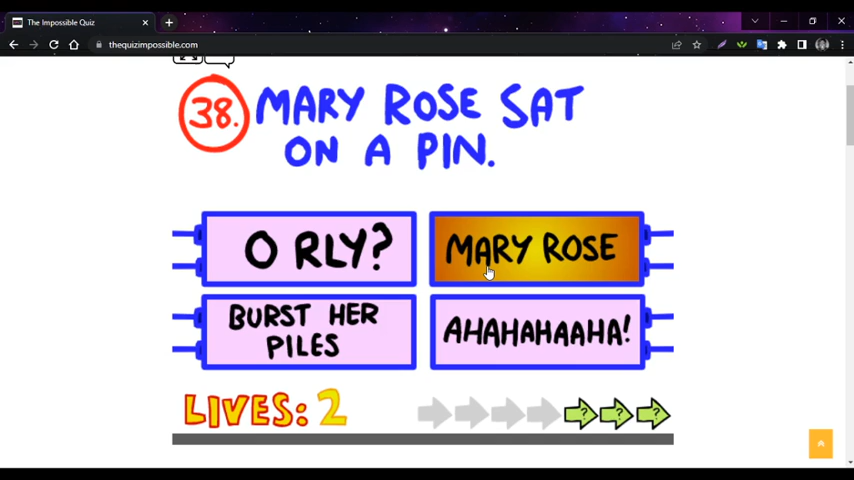 The Impossible Quiz
thequizimpossible.com
38.
MARY ROSE SAT
ON A PIN.
O RLY?
MARY ROSE
BURST HER
PILES
AHAHAHAAHA!
LIVES: 2
? ? ?